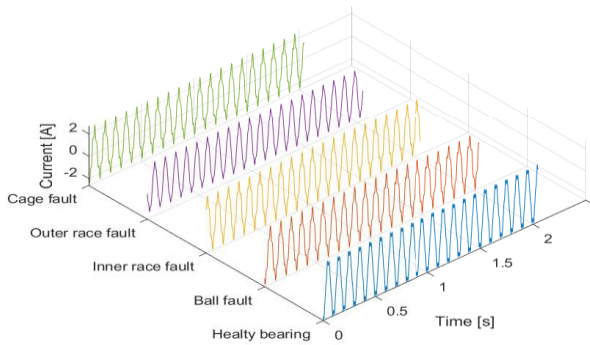 Current [A]
2
0
-2
Cage fault
Outer race fault
Inner race fault
Ball fault
Healty bearing
0
0.5
1
1.5
2
Time [s]